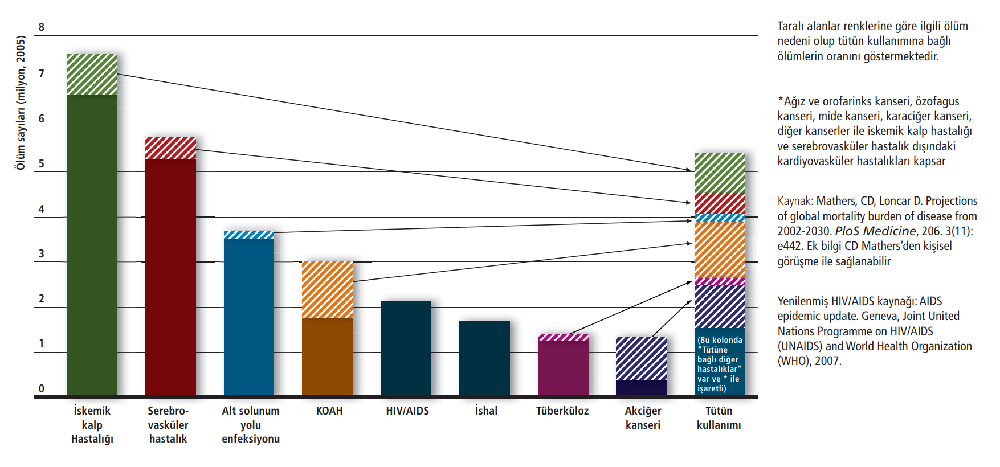 8
7
6
5
4
3
2
1
0
Ölüm sayıları (milyon, 2005)
İskemik
kalp
Hastalığı
Serebro-
vasküler
hastalık
Alt solunum
yolu
enfeksiyonu
KOAH
HIV/AIDS
İshal
Tüberküloz
Akciğer
kanseri
Tütün
kullanımı
(Bu kolonda
“Tütüne
bağlı diğer
hastalıklar”
var ve * ile
işaretli)
Taralı alanlar renklerine göre ilgili ölüm
nedeni olup tütün kullanımına bağlı
ölümlerin oranını göstermektedir.
*Ağız ve orofarinks kanseri, özofagus
kanseri, mide kanseri, karaciğer kanseri,
diğer kanserler ile iskemik kalp hastalığı
ve serebrovasküler hastalık dışındaki
kardiyovasküler hastalıkları kapsar
Kaynak: Mathers, CD, Loncar D. Projections
of global mortality burden of disease from
2002-2030. PloS Medicine, 206. 3(11):
e442. Ek bilgi CD Mathers’den kişisel
görüşme ile sağlanabilir
Yenilenmiş HIV/AIDS kaynağı: AIDS
epidemic update. Geneva, Joint United
Nations Programme on HIV/AIDS
(UNAIDS) and World Health Organization
(WHO), 2007.